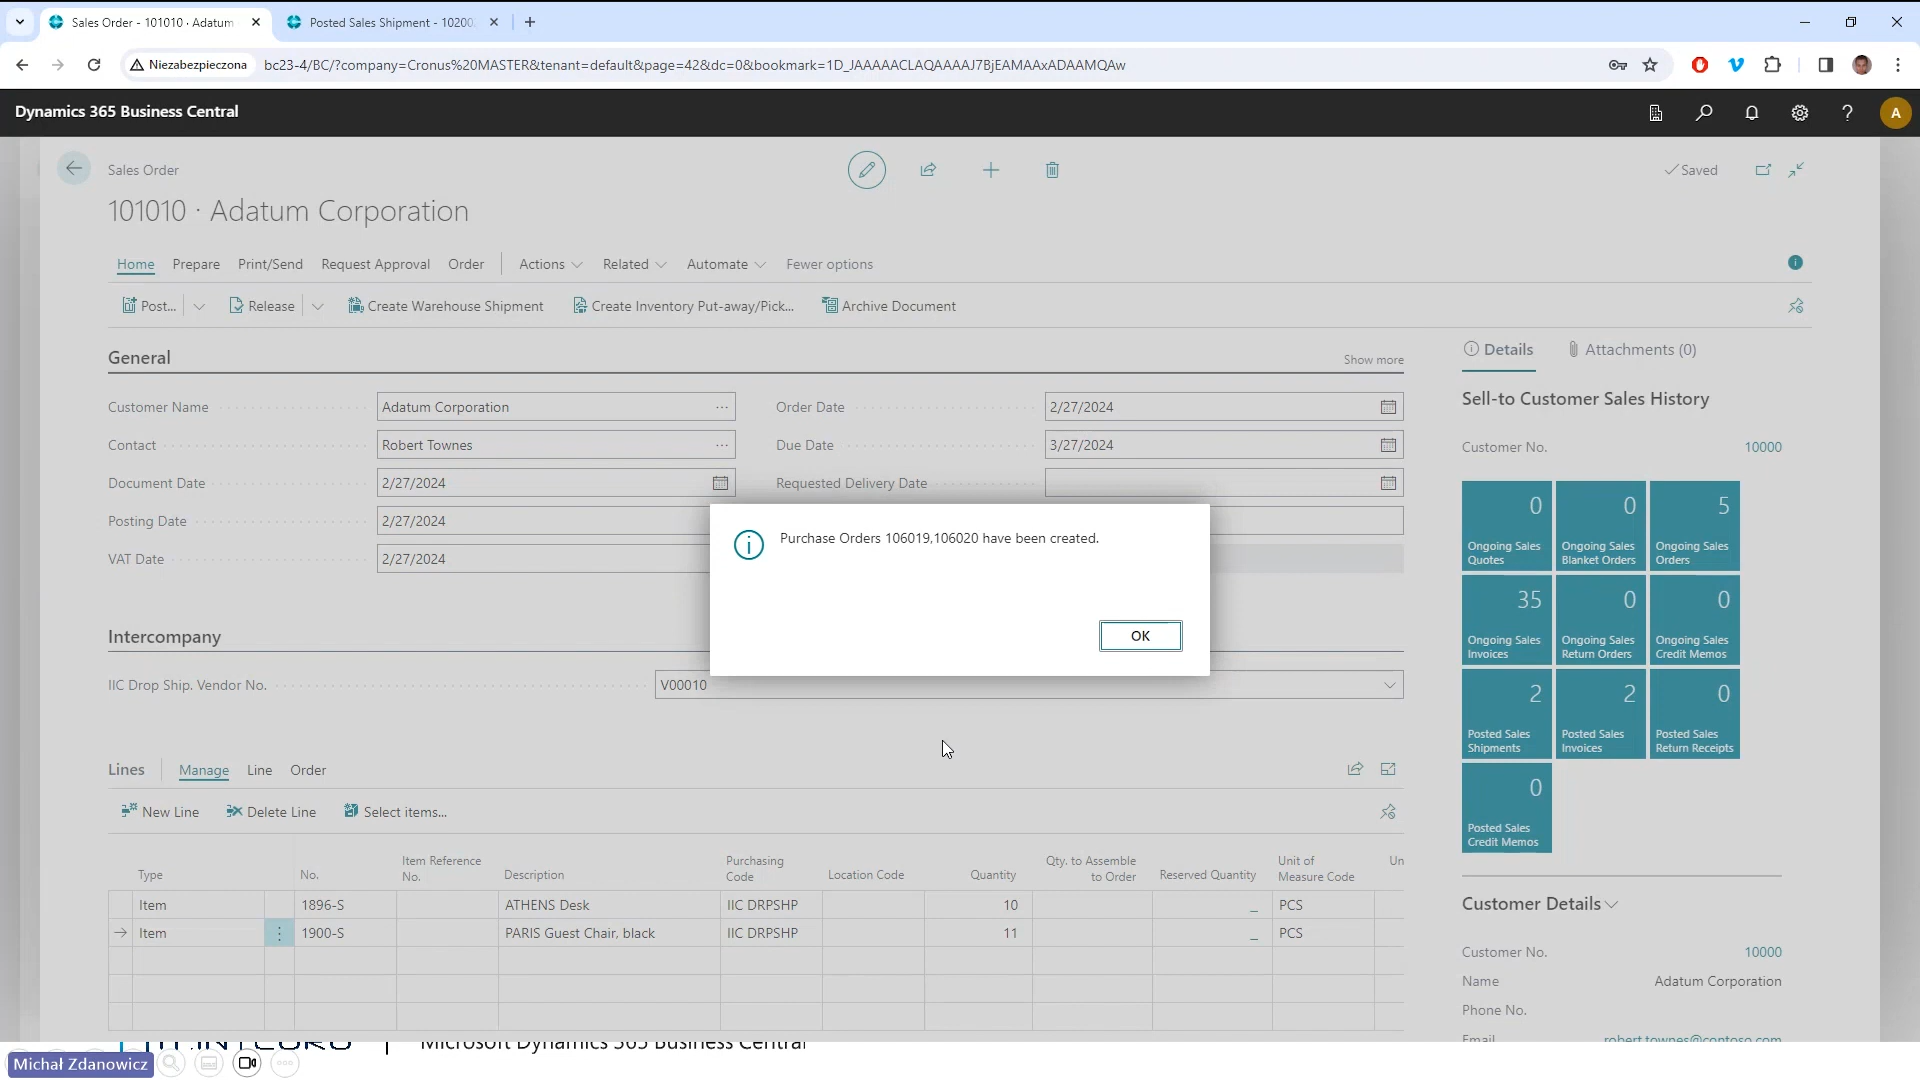 Sales Order - 101010 · Adatum
Posted Sales Shipment - 10200
Niezabezpieczona
bc23-4/BC/?company=Cronus%20MASTER&tenant=default&page=42&dc=0&bookmark=1D_JAAAAACLAQAAAAJ7BjEAMAAxADAAMQAw
Dynamics 365 Business Central
A
Sales Order
Saved
101010 · Adatum Corporation
Home
Prepare
Print/Send
Request Approval
Order
Actions
Related
Automate
Fewer options
Post...
Release
Create Warehouse Shipment
Create Inventory Put-away/Pick...
Archive Document
General
Show more
Customer Name
Adatum Corporation
Order Date
2/27/2024
Contact
Robert Townes
Due Date
3/27/2024
Document Date
2/27/2024
Requested Delivery Date
Posting Date
2/27/2024
VAT Date
2/27/2024
Purchase Orders 106019,106020 have been created.
OK
Intercompany
IIC Drop Ship. Vendor No.
V00010
Lines
Manage
Line
Order
New Line
Delete Line
Select items...
Type
No.
Item Reference
No.
Description
Purchasing
Code
Location Code
Quantity
Qty. to Assemble
to Order
Reserved Quantity
Unit of
Measure Code
Un
Item
1896-S
ATHENS Desk
IIC DRPSHP
10
_
PCS
Item
1900-S
PARIS Guest Chair, black
IIC DRPSHP
11
_
PCS
Details
Attachments (0)
Sell-to Customer Sales History
Customer No.
10000
0
Ongoing Sales
Quotes
0
Ongoing Sales
Blanket Orders
5
Ongoing Sales
Orders
35
Ongoing Sales
Invoices
0
Ongoing Sales
Return Orders
0
Ongoing Sales
Credit Memos
2
Posted Sales
Shipments
2
Posted Sales
Invoices
0
Posted Sales
Return Receipts
0
Posted Sales
Credit Memos
Customer Details
Customer No.
10000
Name
Adatum Corporation
Phone No.
Email
robert.townes@contoso.com
Microsoft Dynamics 365 Business Central
Michał Zdanowicz